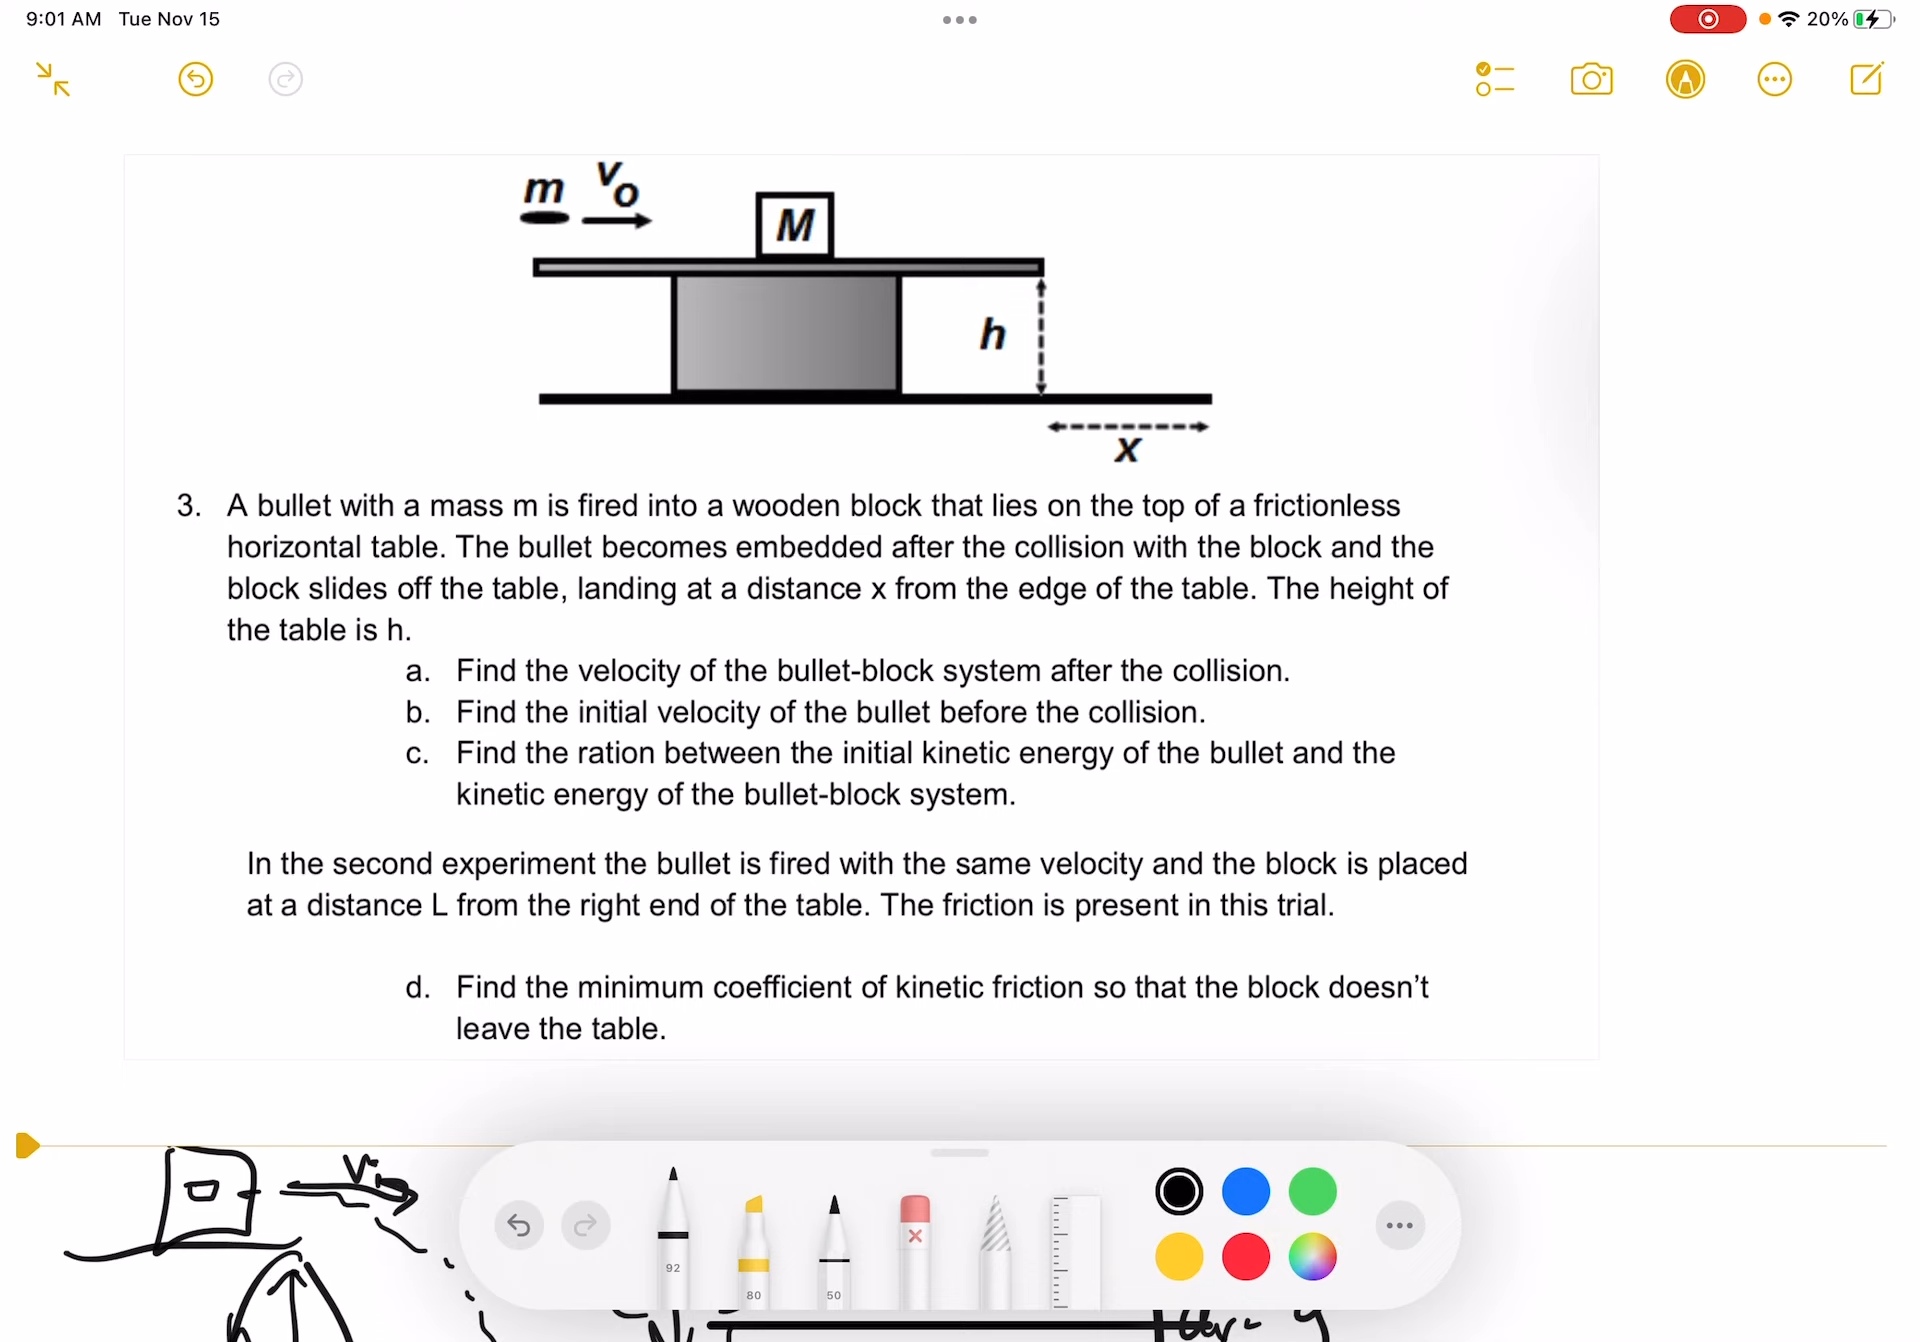 9:01 AM Tue Nov 15
20%
m
vo
M
h
x
3. A bullet with a mass m is fired into a wooden block that lies on the top of a frictionless
horizontal table. The bullet becomes embedded after the collision with the block and the
block slides off the table, landing at a distance x from the edge of the table. The height of
the table is h.
a. Find the velocity of the bullet-block system after the collision.
b. Find the initial velocity of the bullet before the collision.
c. Find the ration between the initial kinetic energy of the bullet and the
kinetic energy of the bullet-block system.
In the second experiment the bullet is fired with the same velocity and the block is placed
at a distance L from the right end of the table. The friction is present in this trial.
d. Find the minimum coefficient of kinetic friction so that the block doesn't
leave the table.
92
80
50